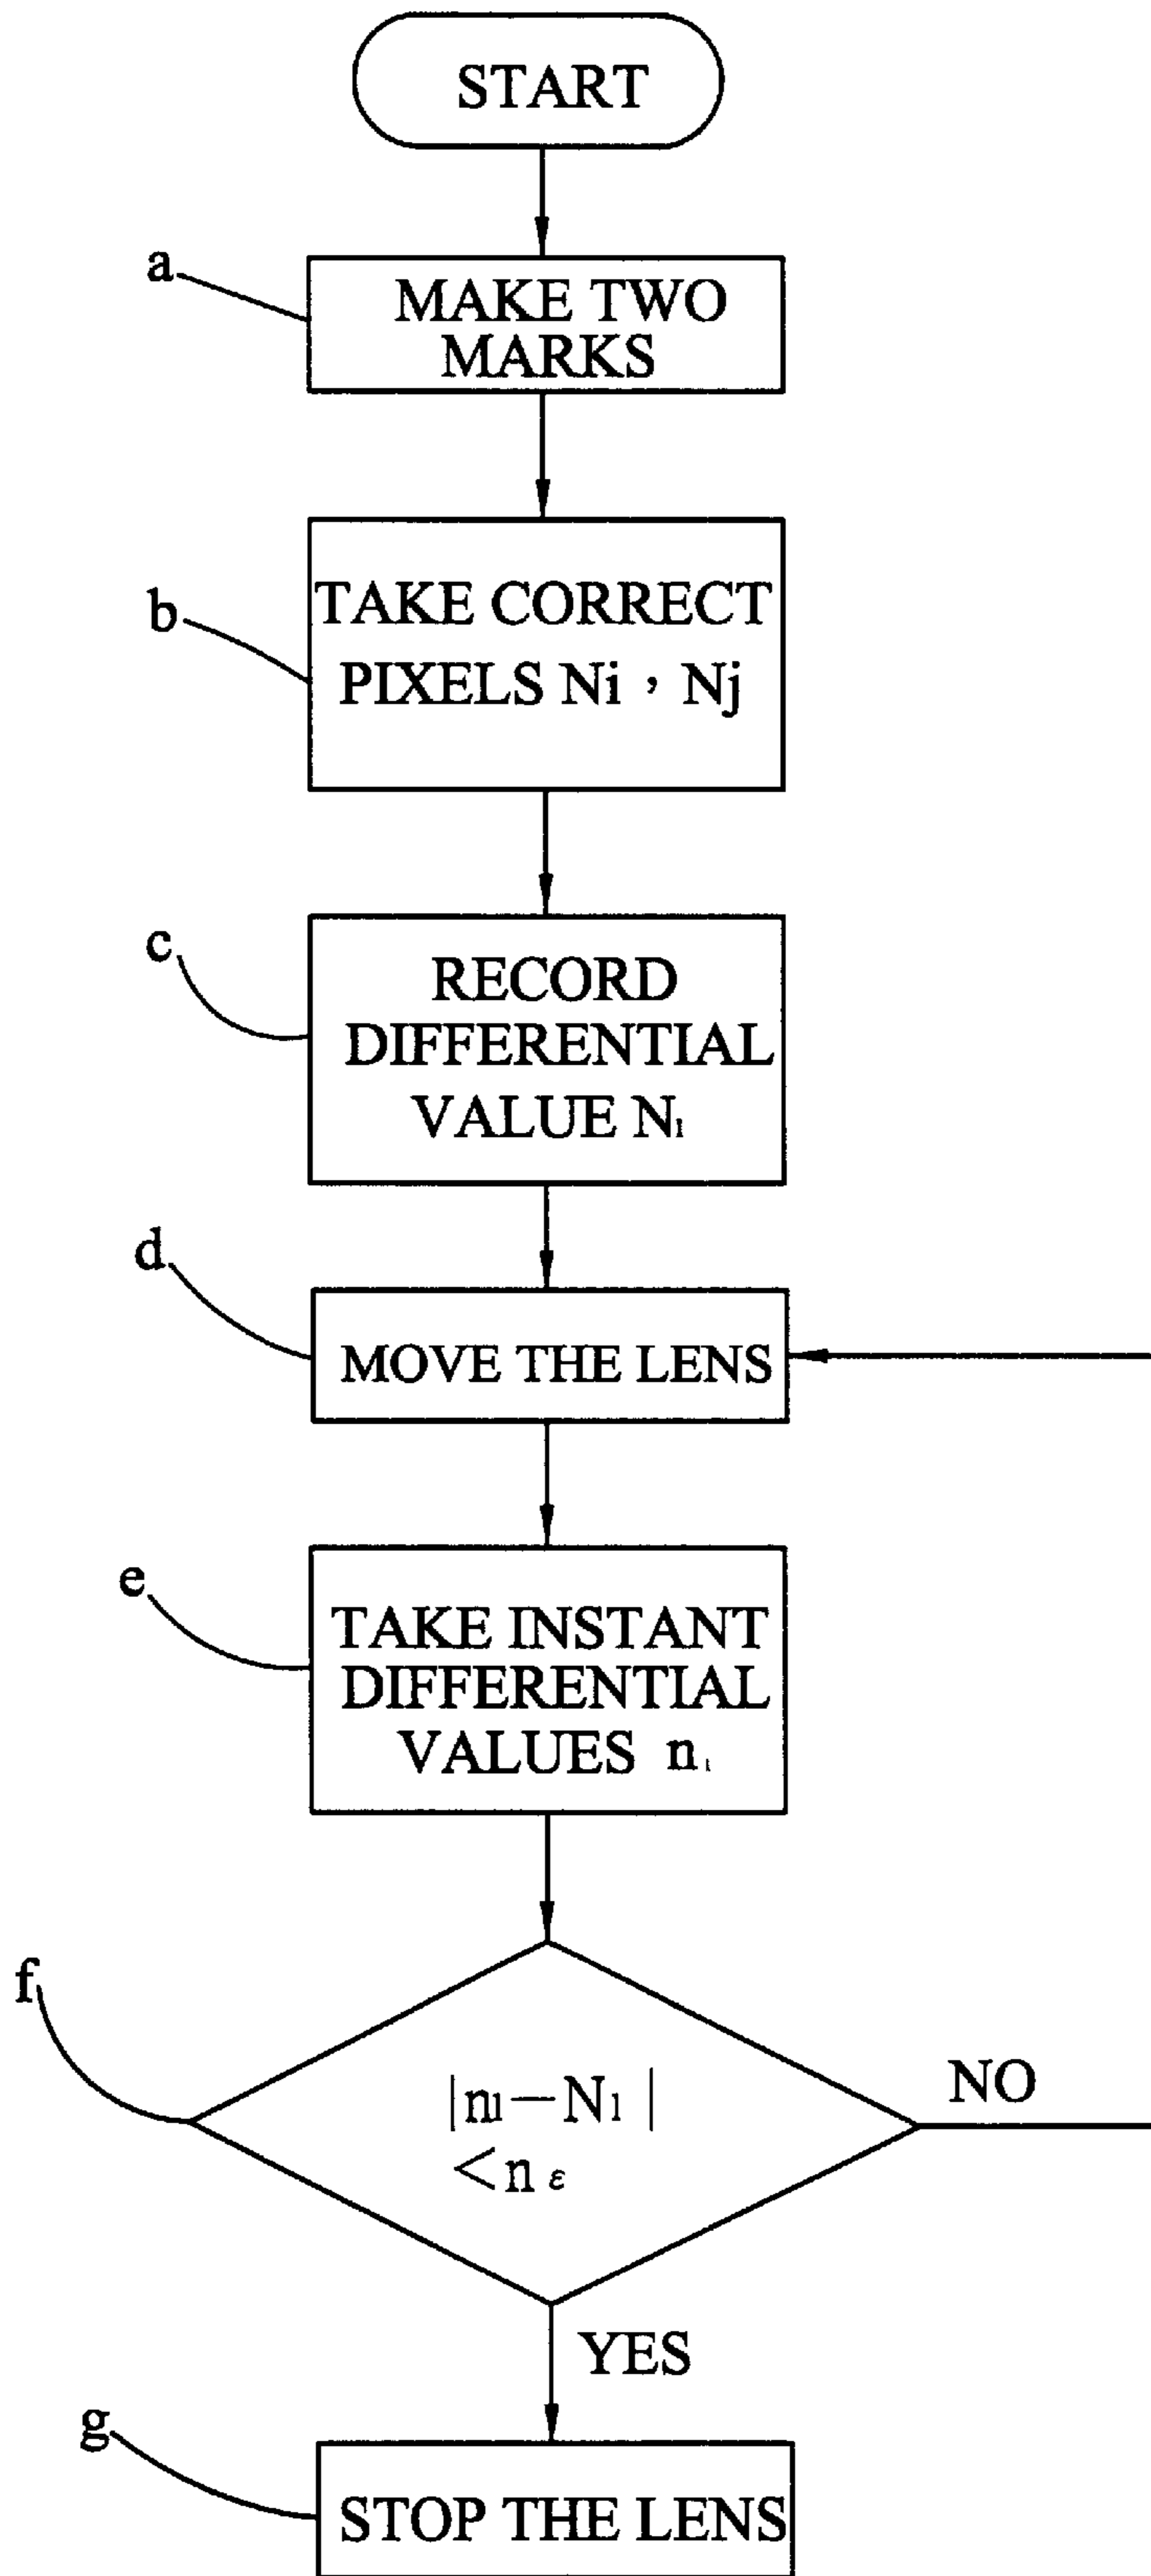 START
a
MAKE TWO
MARKS
b
TAKE CORRECT
PIXELS Ni , Nj
c
RECORD
DIFFERENTIAL
VALUE N₁
d
MOVE THE LENS
e
TAKE INSTANT
DIFFERENTIAL
VALUES n₁
f
|n₁−N₁|
<n ε
NO
YES
g
STOP THE LENS